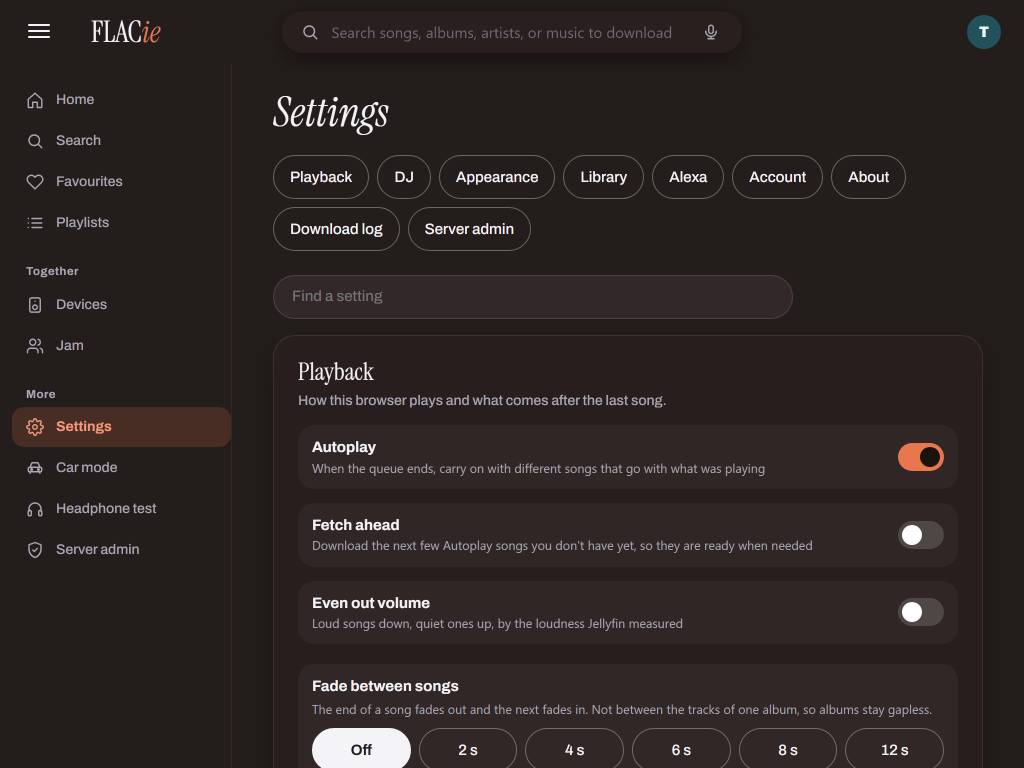 FLACie
Search songs, albums, artists, or music to download
T
Home
Search
Favourites
Playlists
Together
Devices
Jam
More
Settings
Car mode
Headphone test
Server admin
Settings
Playback DJ Appearance Library Alexa Account About
Download log Server admin
Find a setting
Playback
How this browser plays and what comes after the last song.
Autoplay
When the queue ends, carry on with different songs that go with what was playing
Fetch ahead
Download the next few Autoplay songs you don't have yet, so they are ready when needed
Even out volume
Loud songs down, quiet ones up, by the loudness Jellyfin measured
Fade between songs
The end of a song fades out and the next fades in. Not between the tracks of one album, so albums stay gapless.
Off 2 s 4 s 6 s 8 s 12 s